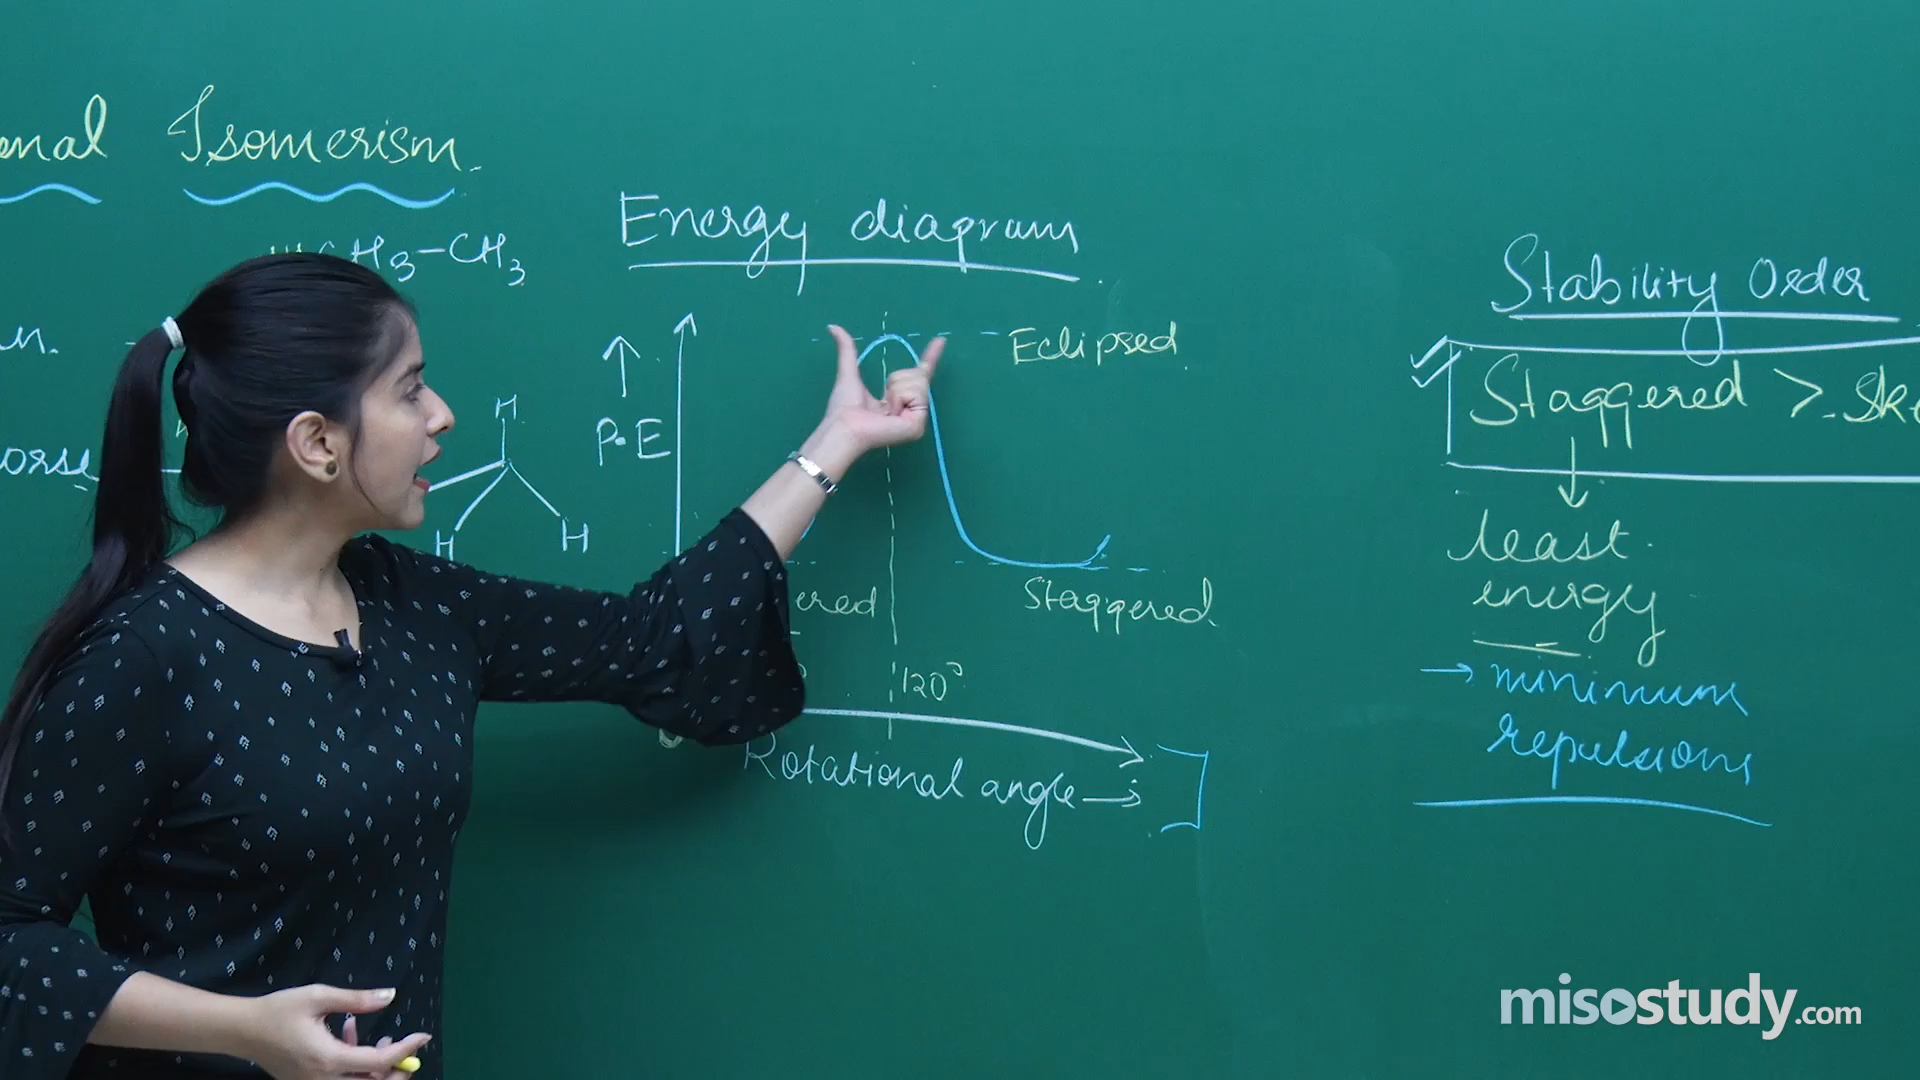 Isomerism
CH3-CH3
Energy diagram
Eclipsed
P.E
H
H
H
Staggered
120°
Rotational angle →
Stability Order
Staggered >
least
energy
→ minimum
repulsions
misostudy.com